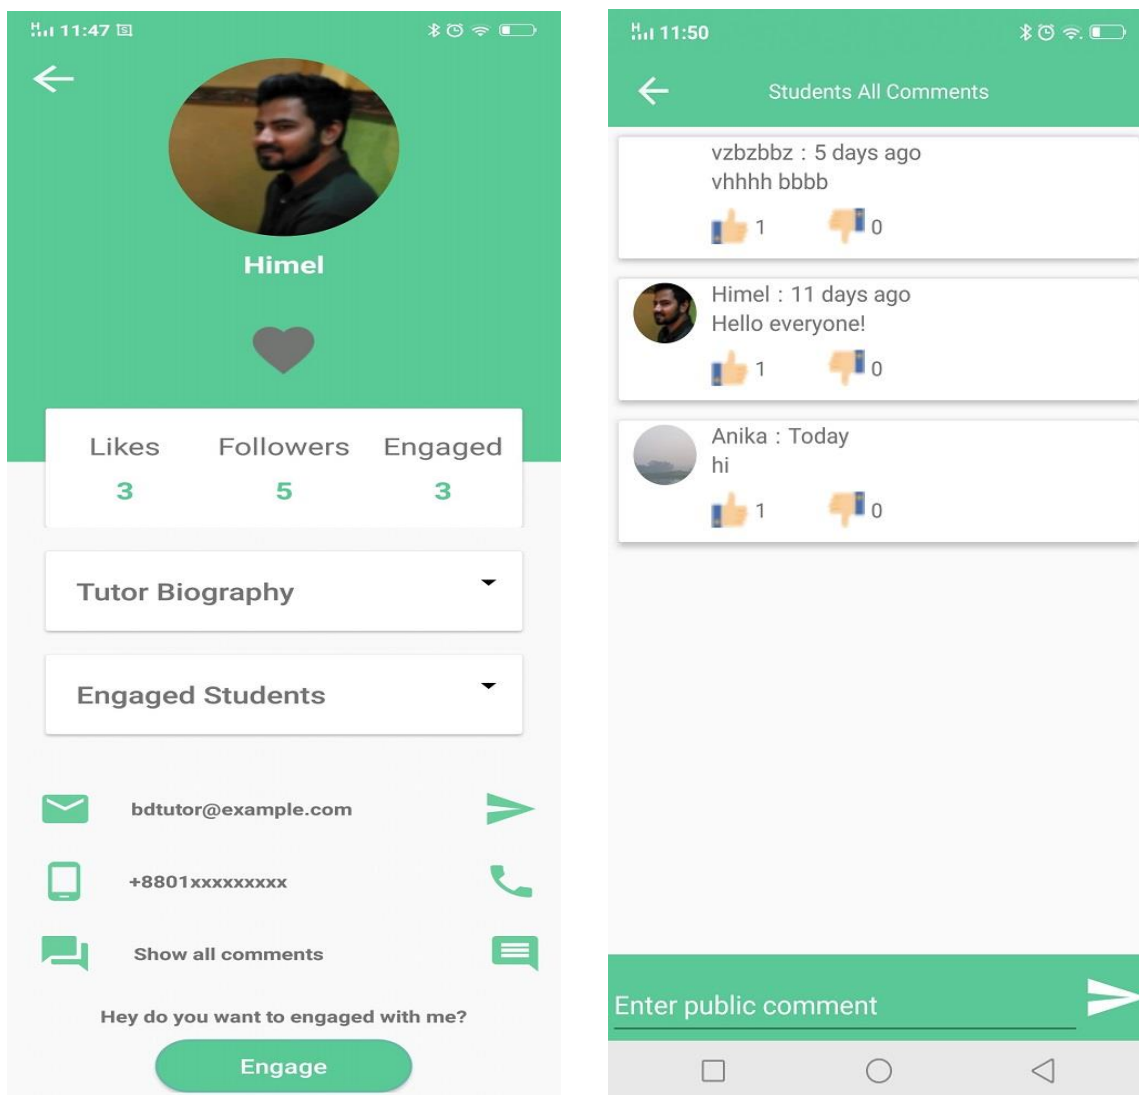 11:47
Himel
Likes Followers Engaged
3 5 3
Tutor Biography
Engaged Students
bdtutor@example.com
+8801xxxxxxxxx
Show all comments
Hey do you want to engaged with me?
Engage
11:50
Students All Comments
vzbzbbz : 5 days ago
vhhhh bbbb
1 0
Himel : 11 days ago
Hello everyone!
1 0
Anika : Today
hi
1 0
Enter public comment